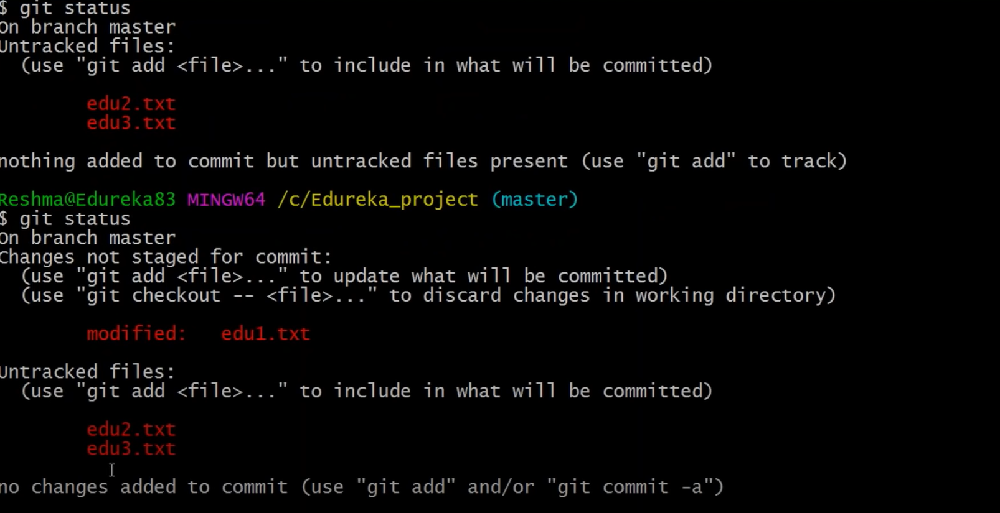 $ git status
On branch master
Untracked files:
  (use "git add <file>..." to include in what will be committed)
        edu2.txt
        edu3.txt
nothing added to commit but untracked files present (use "git add" to track)
Reshma@Edureka83 MINGW64 /c/Edureka_project (master)
$ git status
On branch master
Changes not staged for commit:
  (use "git add <file>..." to update what will be committed)
  (use "git checkout -- <file>..." to discard changes in working directory)
        modified:   edu1.txt
Untracked files:
  (use "git add <file>..." to include in what will be committed)
        edu2.txt
        edu3.txt
no changes added to commit (use "git add" and/or "git commit -a")